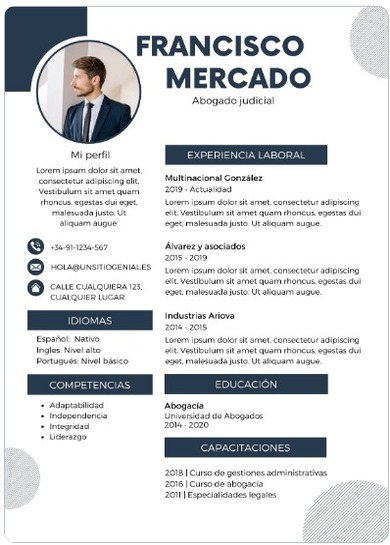 FRANCISCO
MERCADO
Abogado judicial
Mi perfil
Lorem ipsum dolor sit amet,
consectetur adipiscing elit.
Vestibulum sit amet quam
rhoncus, egestas dui eget,
malesuada justo. Ut
aliquam augue.
+34-91-1234-567
HOLA@UNSITIOGENIAL.ES
CALLE CUALQUIERA 123,
CUALQUIER LUGAR.
IDIOMAS
Español: Nativo
Ingles: Nivel alto
Portugués: Nivel básico
COMPETENCIAS
• Adaptabilidad
• Independencia
• Integridad
• Liderazgo
EXPERIENCIA LABORAL
Multinacional González
2019 - Actualidad
Lorem ipsum dolor sit amet, consectetur adipiscing
elit. Vestibulum sit amet quam rhoncus, egestas dui
eget, malesuada justo. Ut aliquam augue.
Álvarez y asociados
2015 - 2019
Lorem ipsum dolor sit amet, consectetur adipiscing
elit. Vestibulum sit amet quam rhoncus, egestas dui
eget, malesuada justo. Ut aliquam augue.
Industrias Ariova
2014 - 2015
Lorem ipsum dolor sit amet, consectetur adipiscing
elit. Vestibulum sit amet quam rhoncus, egestas dui
eget, malesuada justo. Ut aliquam augue.
EDUCACIÓN
Abogacía
Universidad de Abogados
2014 - 2020
CAPACITACIONES
2018 | Curso de gestiones administrativas
2016 | Curso de abogacía
2011 | Especialidades legales